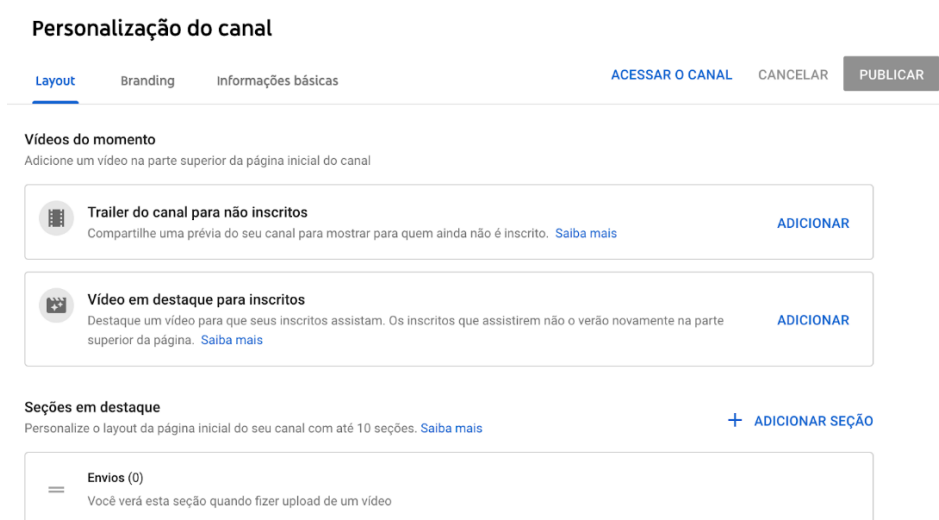 Personalização do canal
Layout Branding Informações básicas ACESSAR O CANAL CANCELAR PUBLICAR
Vídeos do momento
Adicione um vídeo na parte superior da página inicial do canal
Trailer do canal para não inscritos
Compartilhe uma prévia do seu canal para mostrar para quem ainda não é inscrito. Saiba mais
ADICIONAR
Vídeo em destaque para inscritos
Destaque um vídeo para que seus inscritos assistam. Os inscritos que assistirem não o verão novamente na parte
superior da página. Saiba mais
ADICIONAR
Seções em destaque
Personalize o layout da página inicial do seu canal com até 10 seções. Saiba mais
+ ADICIONAR SEÇÃO
Envios (0)
Você verá esta seção quando fizer upload de um vídeo